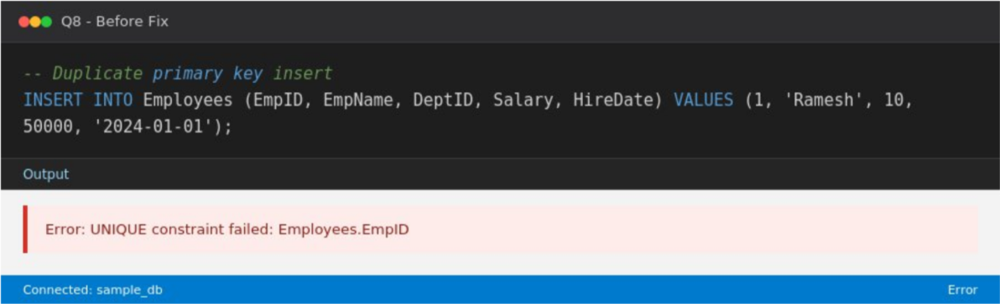 Q8 - Before Fix
-- Duplicate primary key insert
INSERT INTO Employees (EmpID, EmpName, DeptID, Salary, HireDate) VALUES (1, 'Ramesh', 10,
50000, '2024-01-01');
Output
Error: UNIQUE constraint failed: Employees.EmpID
Connected: sample_db
Error